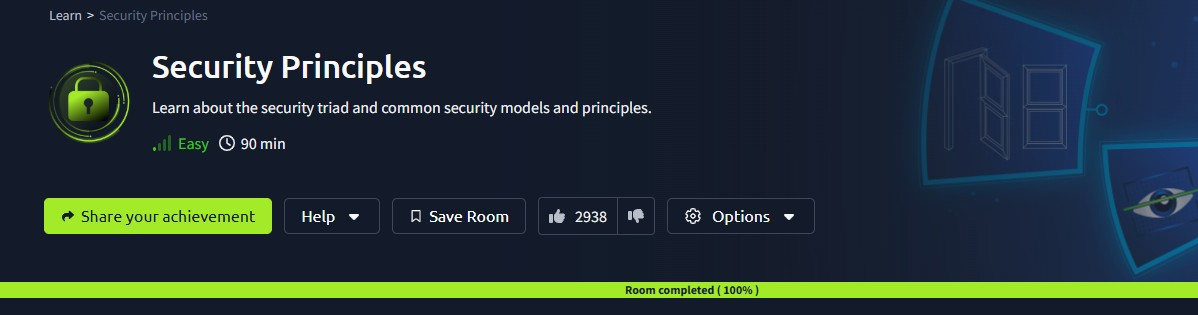 Learn > Security Principles
Security Principles
Learn about the security triad and common security models and principles.
Easy 90 min
Share your achievement Help Save Room 2938 Options
Room completed ( 100% )